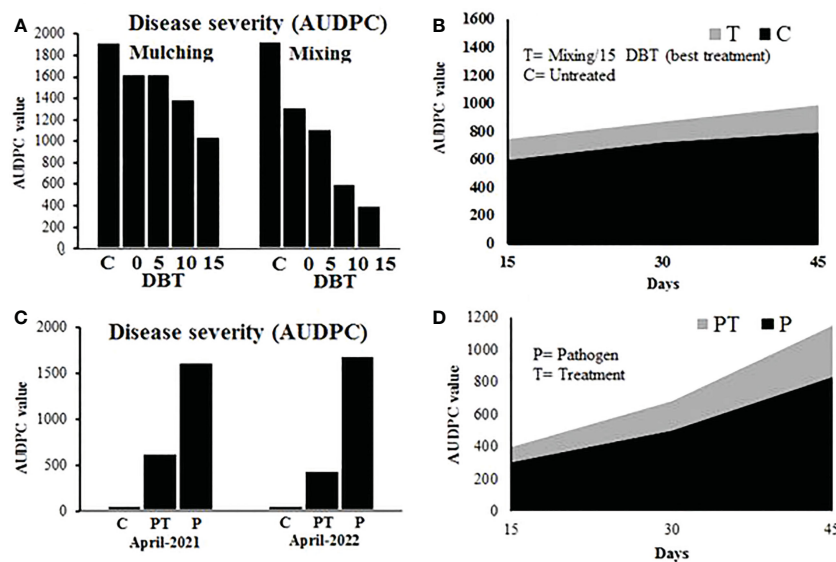 A
Disease severity (AUDPC)
Mulching Mixing
AUDPC value
2000
1800
1600
1400
1200
1000
800
600
400
200
0
C 0 5 10 15 C 0 5 10 15
DBT DBT
B
T C
T= Mixing/15 DBT (best treatment)
C= Untreated
AUDPC value
1600
1400
1200
1000
800
600
400
200
0
15 30 45
Days
C
Disease severity (AUDPC)
AUDPC value
2000
1500
1000
500
0
C PT P C PT P
April-2021 April-2022
D
PT P
P= Pathogen
T= Treatment
AUDPC value
1200
1000
800
600
400
200
0
15 30 45
Days